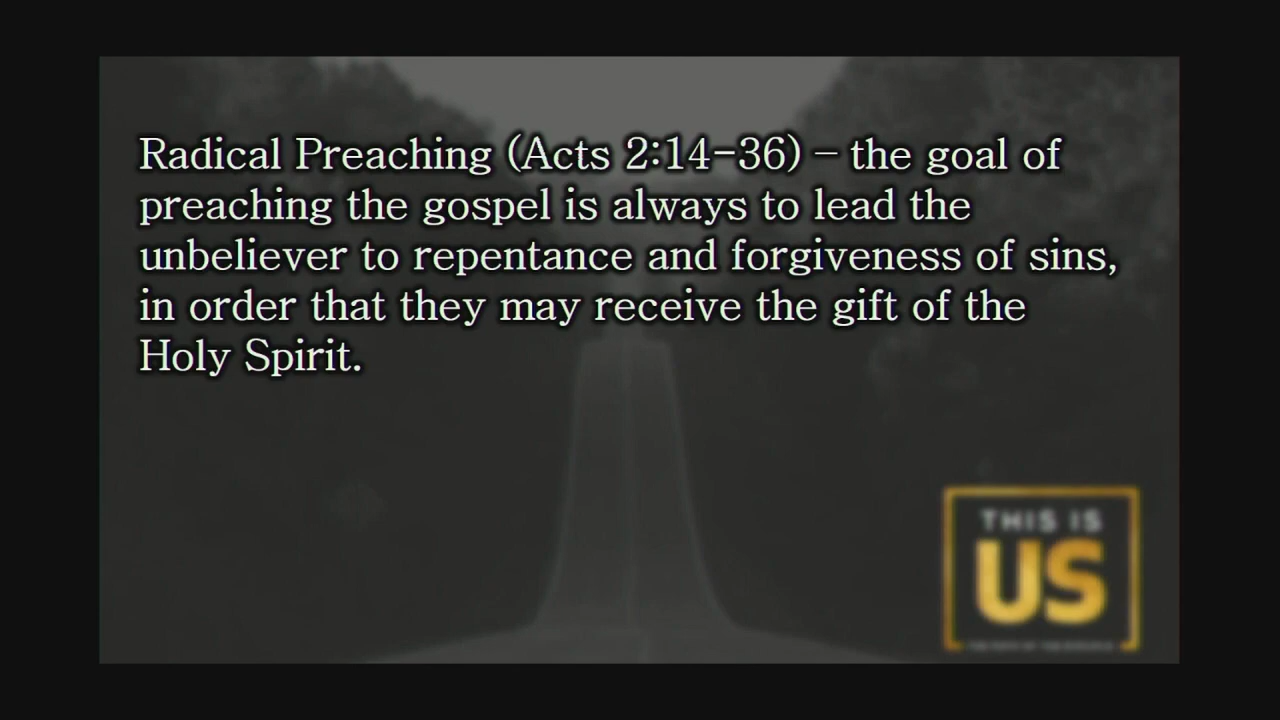 Radical Preaching (Acts 2:14-36) – the goal of
preaching the gospel is always to lead the
unbeliever to repentance and forgiveness of sins,
in order that they may receive the gift of the
Holy Spirit.
THIS IS
US